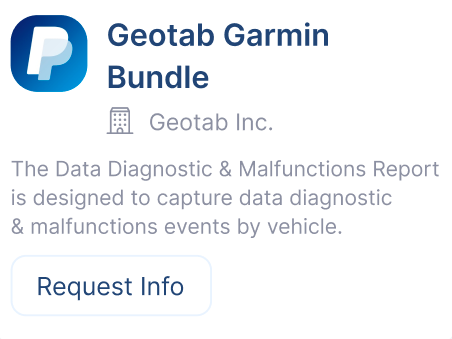 Geotab Garmin
Bundle
Geotab Inc.
The Data Diagnostic & Malfunctions Report
is designed to capture data diagnostic
& malfunctions events by vehicle.
Request Info